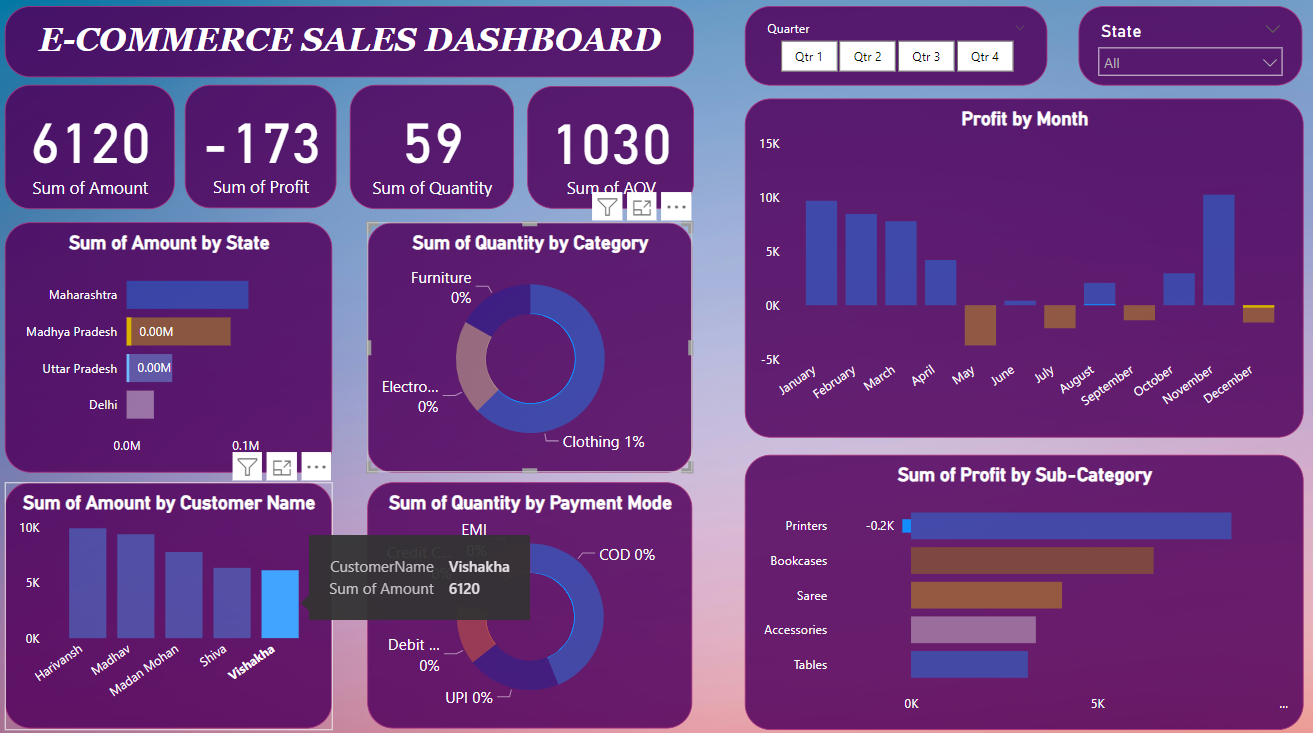 E-COMMERCE SALES DASHBOARD
Quarter
Qtr 1
Qtr 2
Qtr 3
Qtr 4
State
All
6120
Sum of Amount
-173
Sum of Profit
59
Sum of Quantity
1030
Sum of AOV
Profit by Month
15K
10K
5K
0K
-5K
January
February
March
April
May
June
July
August
September
October
November
December
Sum of Amount by State
Maharashtra
Madhya Pradesh
0.00M
Uttar Pradesh
0.00M
Delhi
0.0M
0.1M
Sum of Quantity by Category
Furniture
0%
Electro...
0%
Clothing 1%
Sum of Amount by Customer Name
10K
5K
0K
Harivansh
Madhav
Madan Mohan
Shiva
Vishakha
Sum of Quantity by Payment Mode
EMI
0%
Credit C...
0%
COD 0%
CustomerName Vishakha
Sum of Amount 6120
Debit ...
0%
UPI 0%
Sum of Profit by Sub-Category
Printers
-0.2K
Bookcases
Saree
Accessories
Tables
0K
5K
...